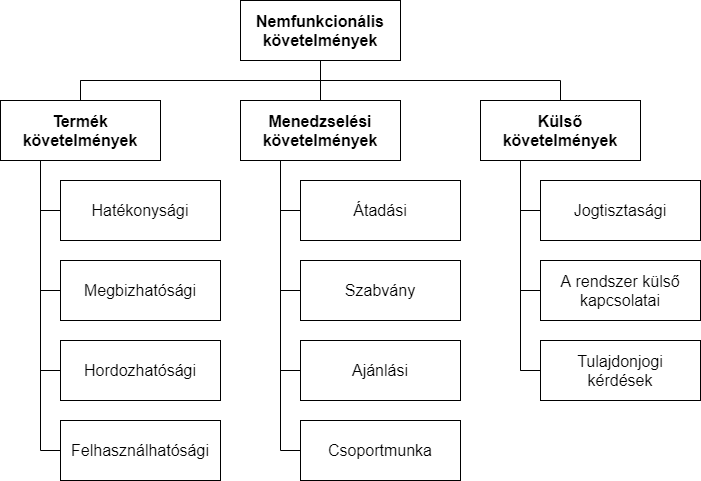 Nemfunkcionális
követelmények
Termék
követelmények
Hatékonysági
Megbizhatósági
Hordozhatósági
Felhasználhatósági
Menedzselési
követelmények
Átadási
Szabvány
Ajánlási
Csoportmunka
Külső
követelmények
Jogtisztasági
A rendszer külső
kapcsolatai
Tulajdonjogi
kérdések